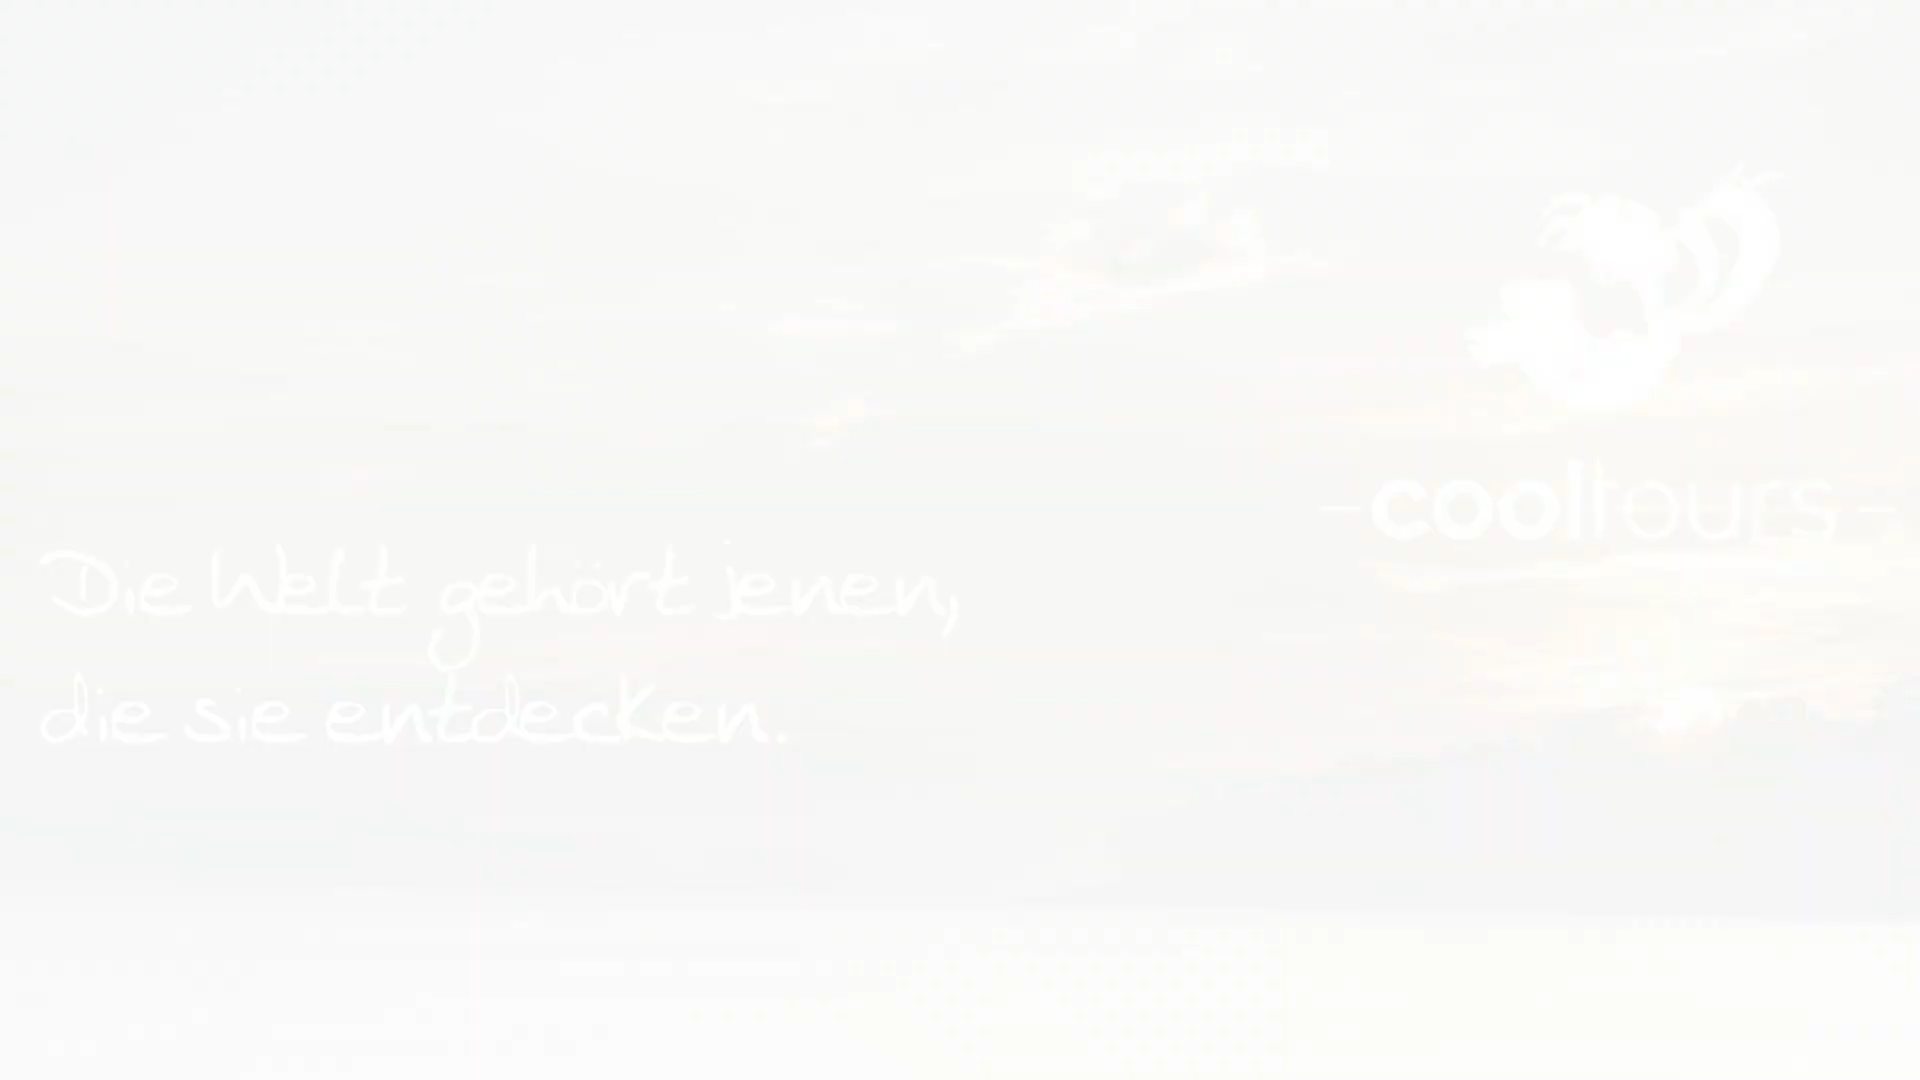 Die Welt gehört jenen,
die sie entdecken.
– cooltours –